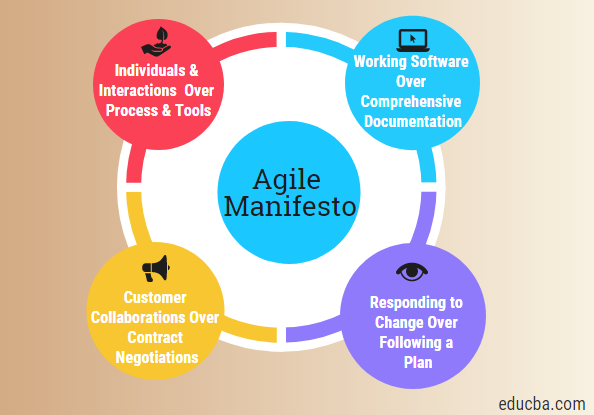 Individuals &
Interactions Over
Process & Tools
Working Software
Over
Comprehensive
Documentation
Agile
Manifesto
Customer
Collaborations Over
Contract
Negotiations
Responding to
Change Over
Following a
Plan
educba.com